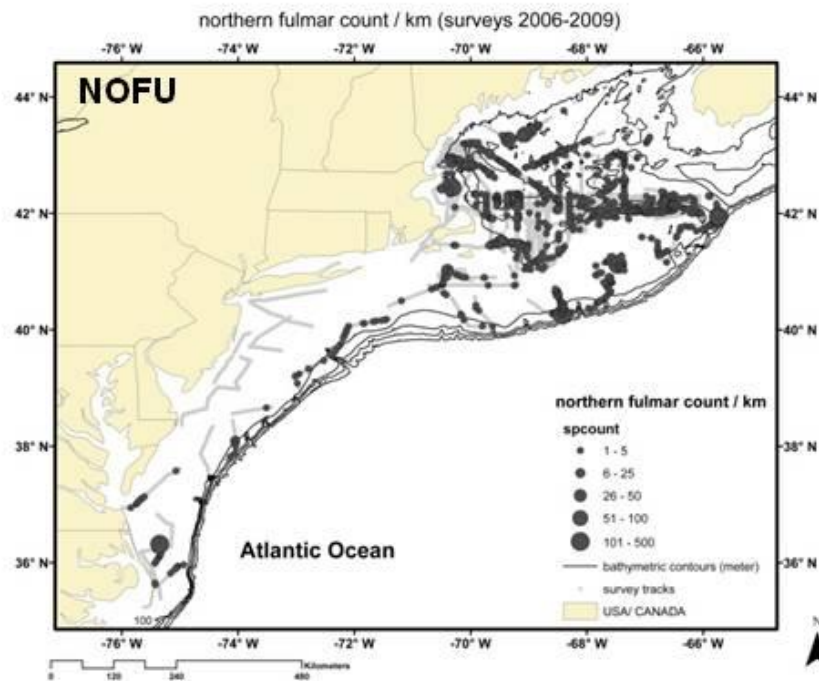 northern fulmar count / km (surveys 2006-2009)
-76° W -74° W -72° W -70° W -68° W -66° W
NOFU
44° N 44° N
42° N 42° N
40° N 40° N
38° N 38° N
36° N 36° N
northern fulmar count / km
spcount
1 - 5
6 - 25
26 - 50
51 - 100
101 - 500
bathymetric contours (meter)
survey tracks
USA/ CANADA
Atlantic Ocean
100
-76° W -74° W -72° W -70° W -68° W -66° W
N
Kilometers
0 120 240 480